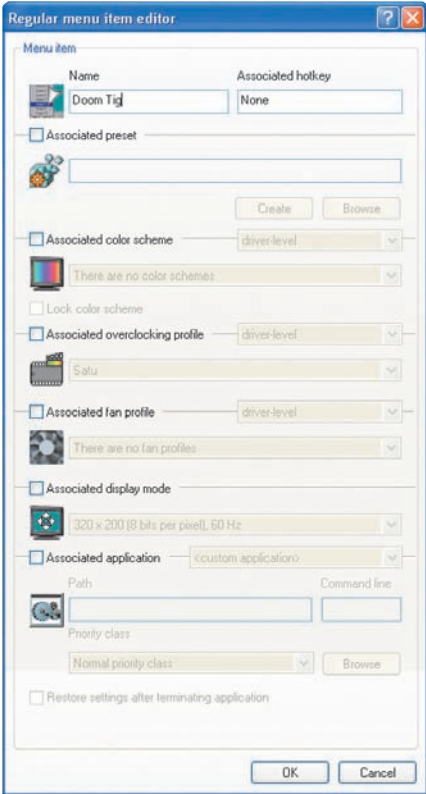 Regular menu item editor
Menu item
Name Associated hotkey
Doom Tig None
Associated preset
Create Browse
Associated color scheme driver-level
There are no color schemes
Lock color scheme
Associated overclocking profile driver-level
Satu
Associated fan profile driver-level
There are no fan profiles
Associated display mode
320 x 200 (8 bits per pixel), 60 Hz
Associated application <custom application>
Path Command line
Priority class
Normal priority class Browse
Restore settings after terminating application
OK Cancel